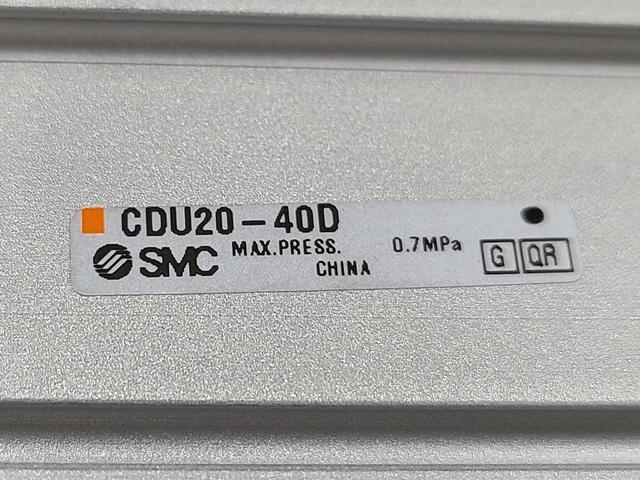 CDU20-40D
SMC MAX.PRESS. 0.7MPa
CHINA G QR